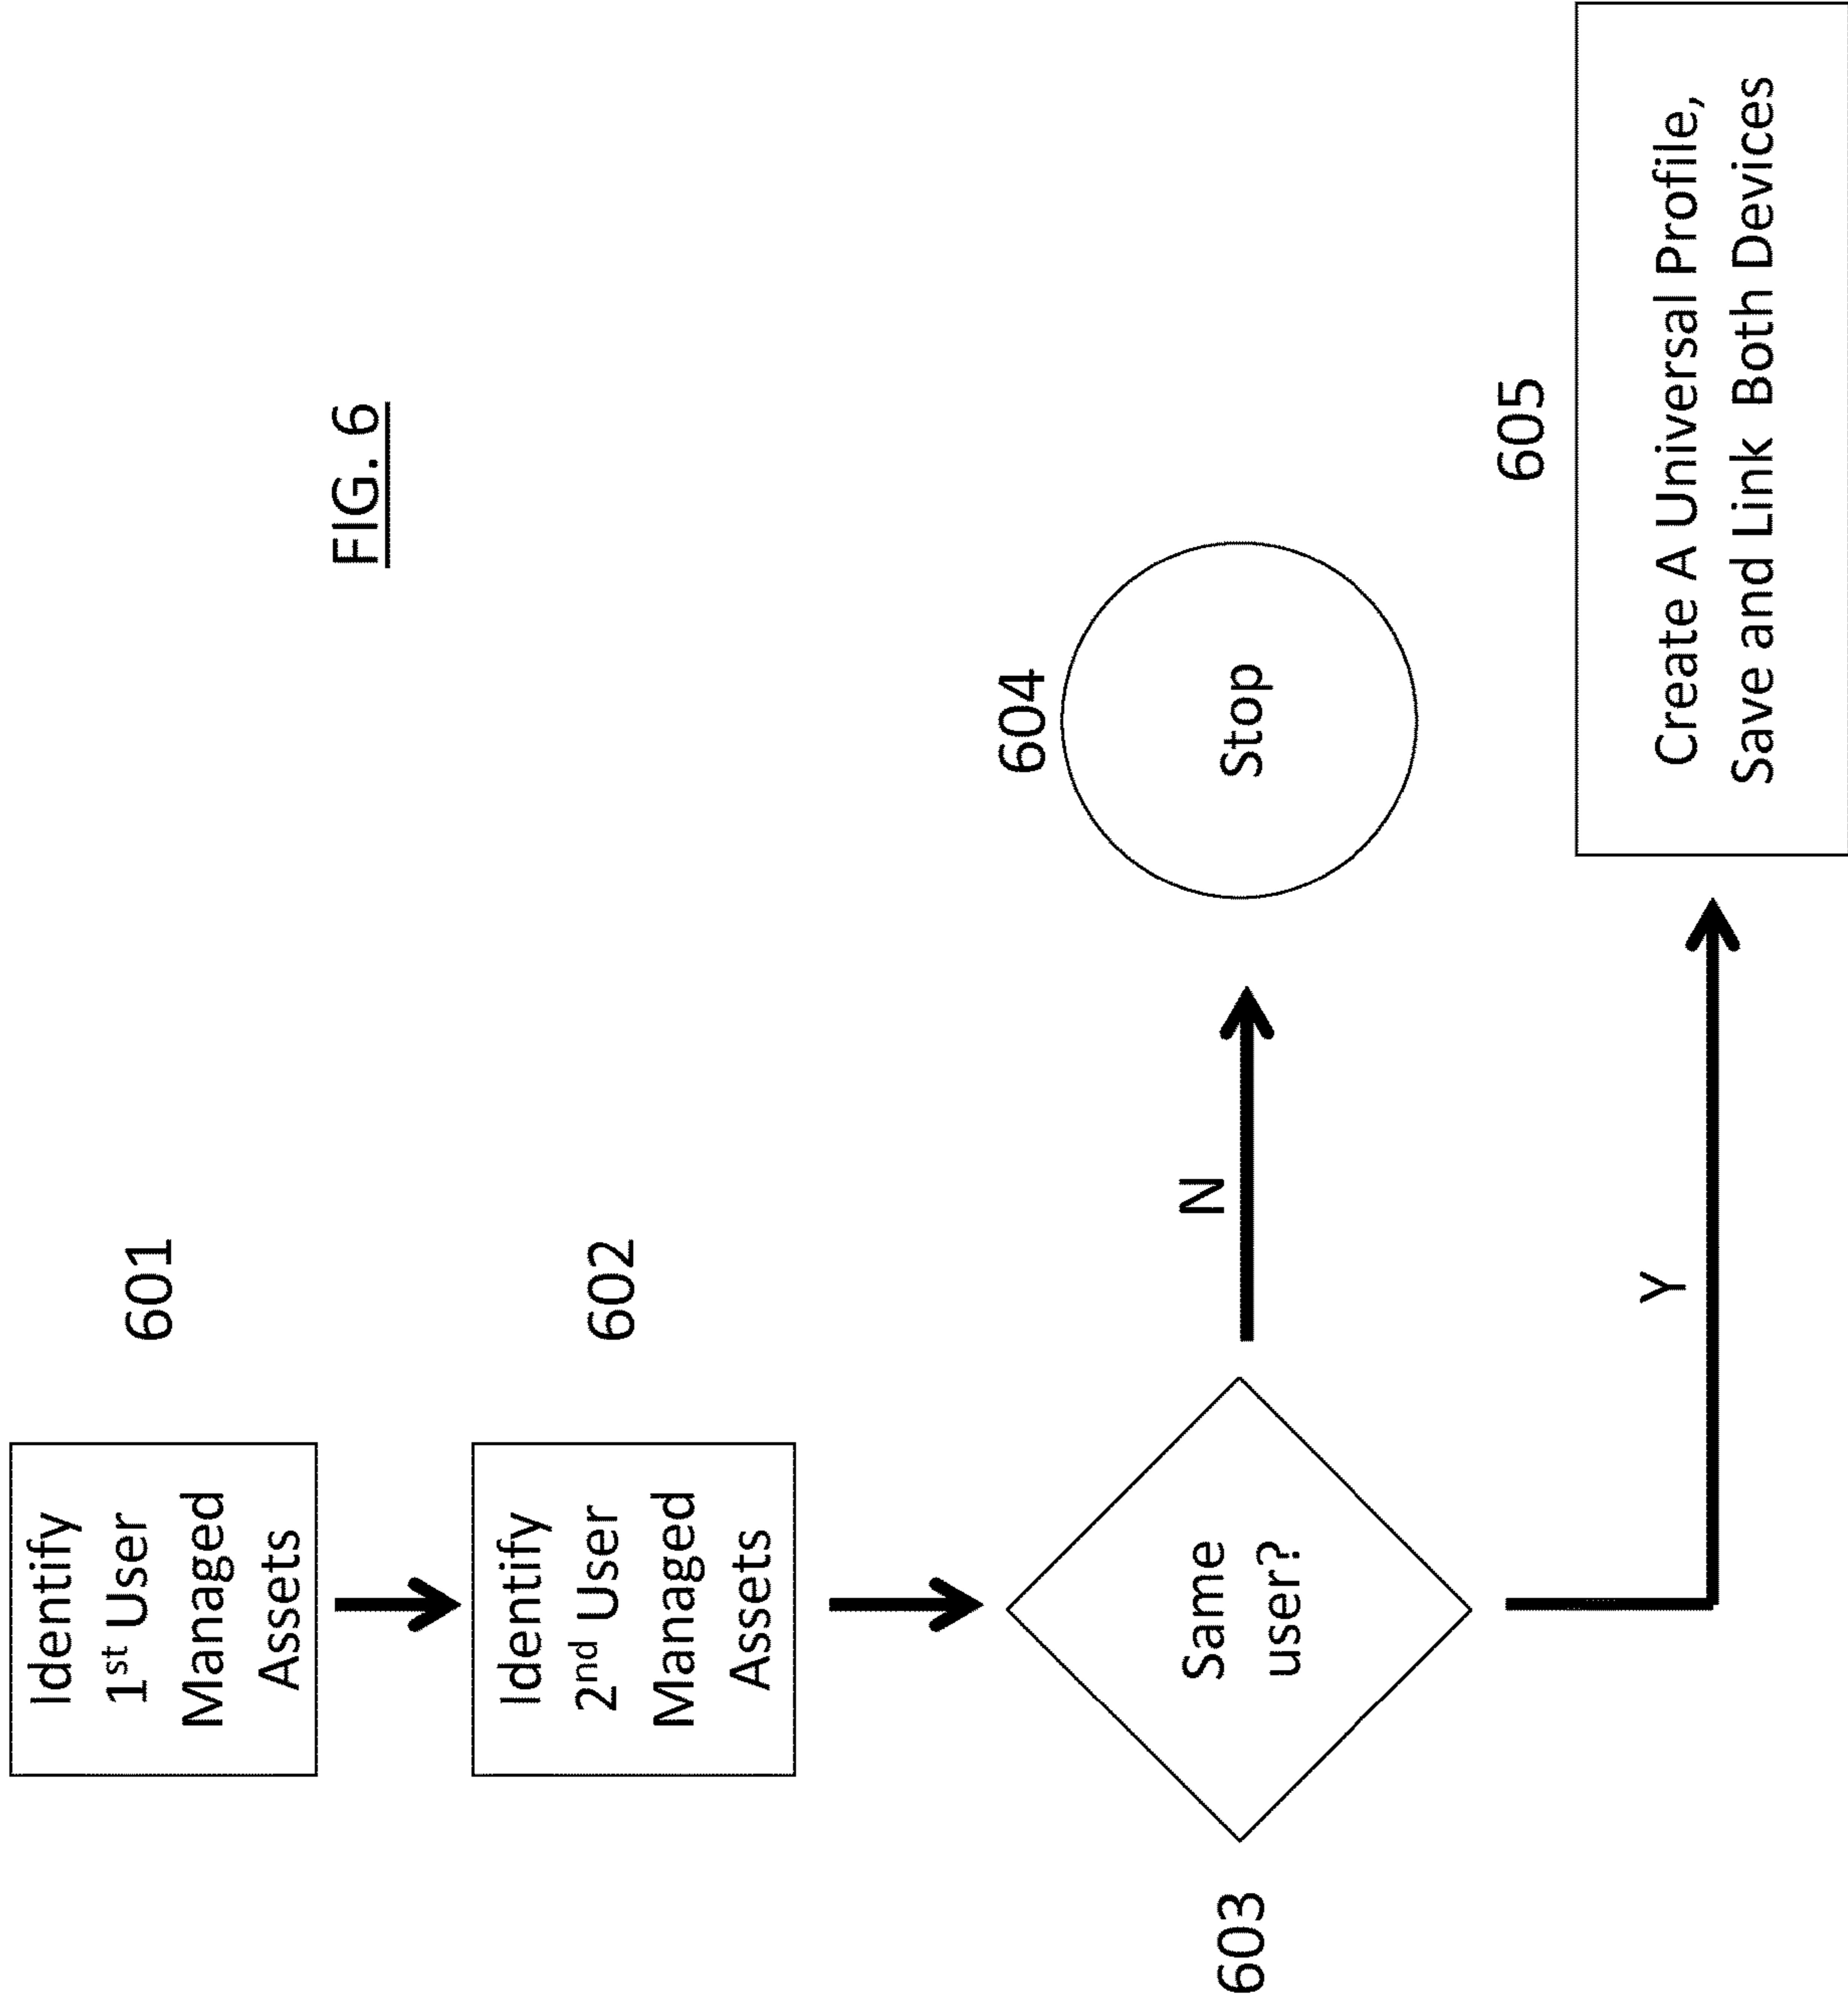 FIG. 6
Identify
1st User
Managed
Assets
601
Identify
2nd User
Managed
Assets
602
Same
user?
603
N
Stop
604
Y
605
Create A Universal Profile,
Save and Link Both Devices